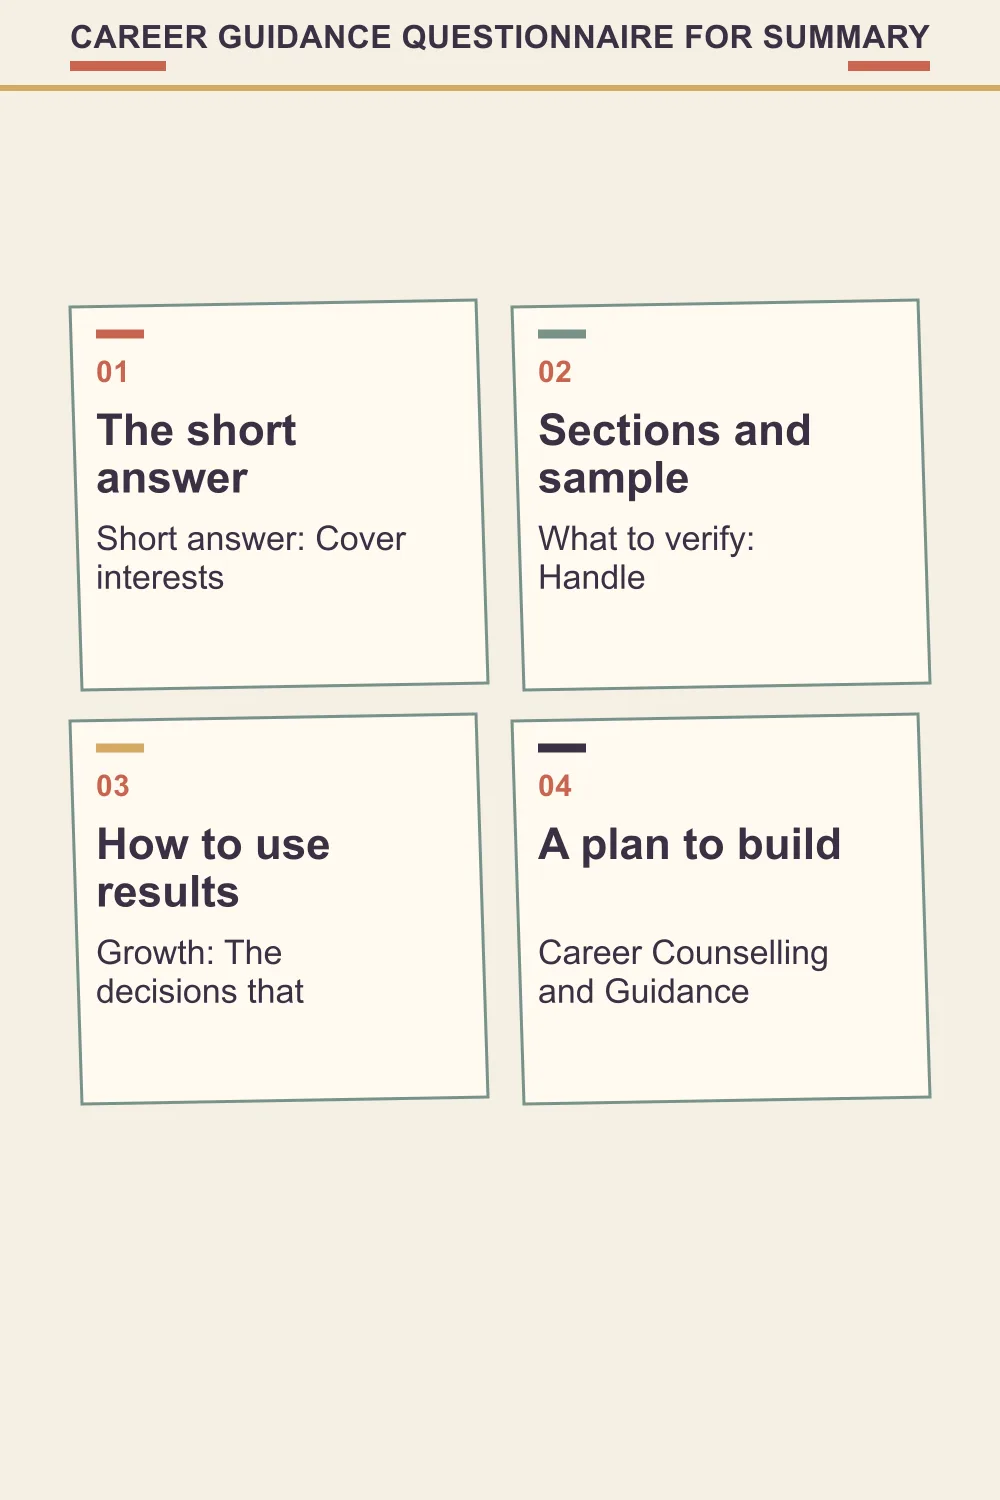 CAREER GUIDANCE QUESTIONNAIRE FOR SUMMARY
01
The short
answer
Short answer: Cover
interests
02
Sections and
sample
What to verify:
Handle
03
How to use
results
Growth: The
decisions that
04
A plan to build
Career Counselling
and Guidance